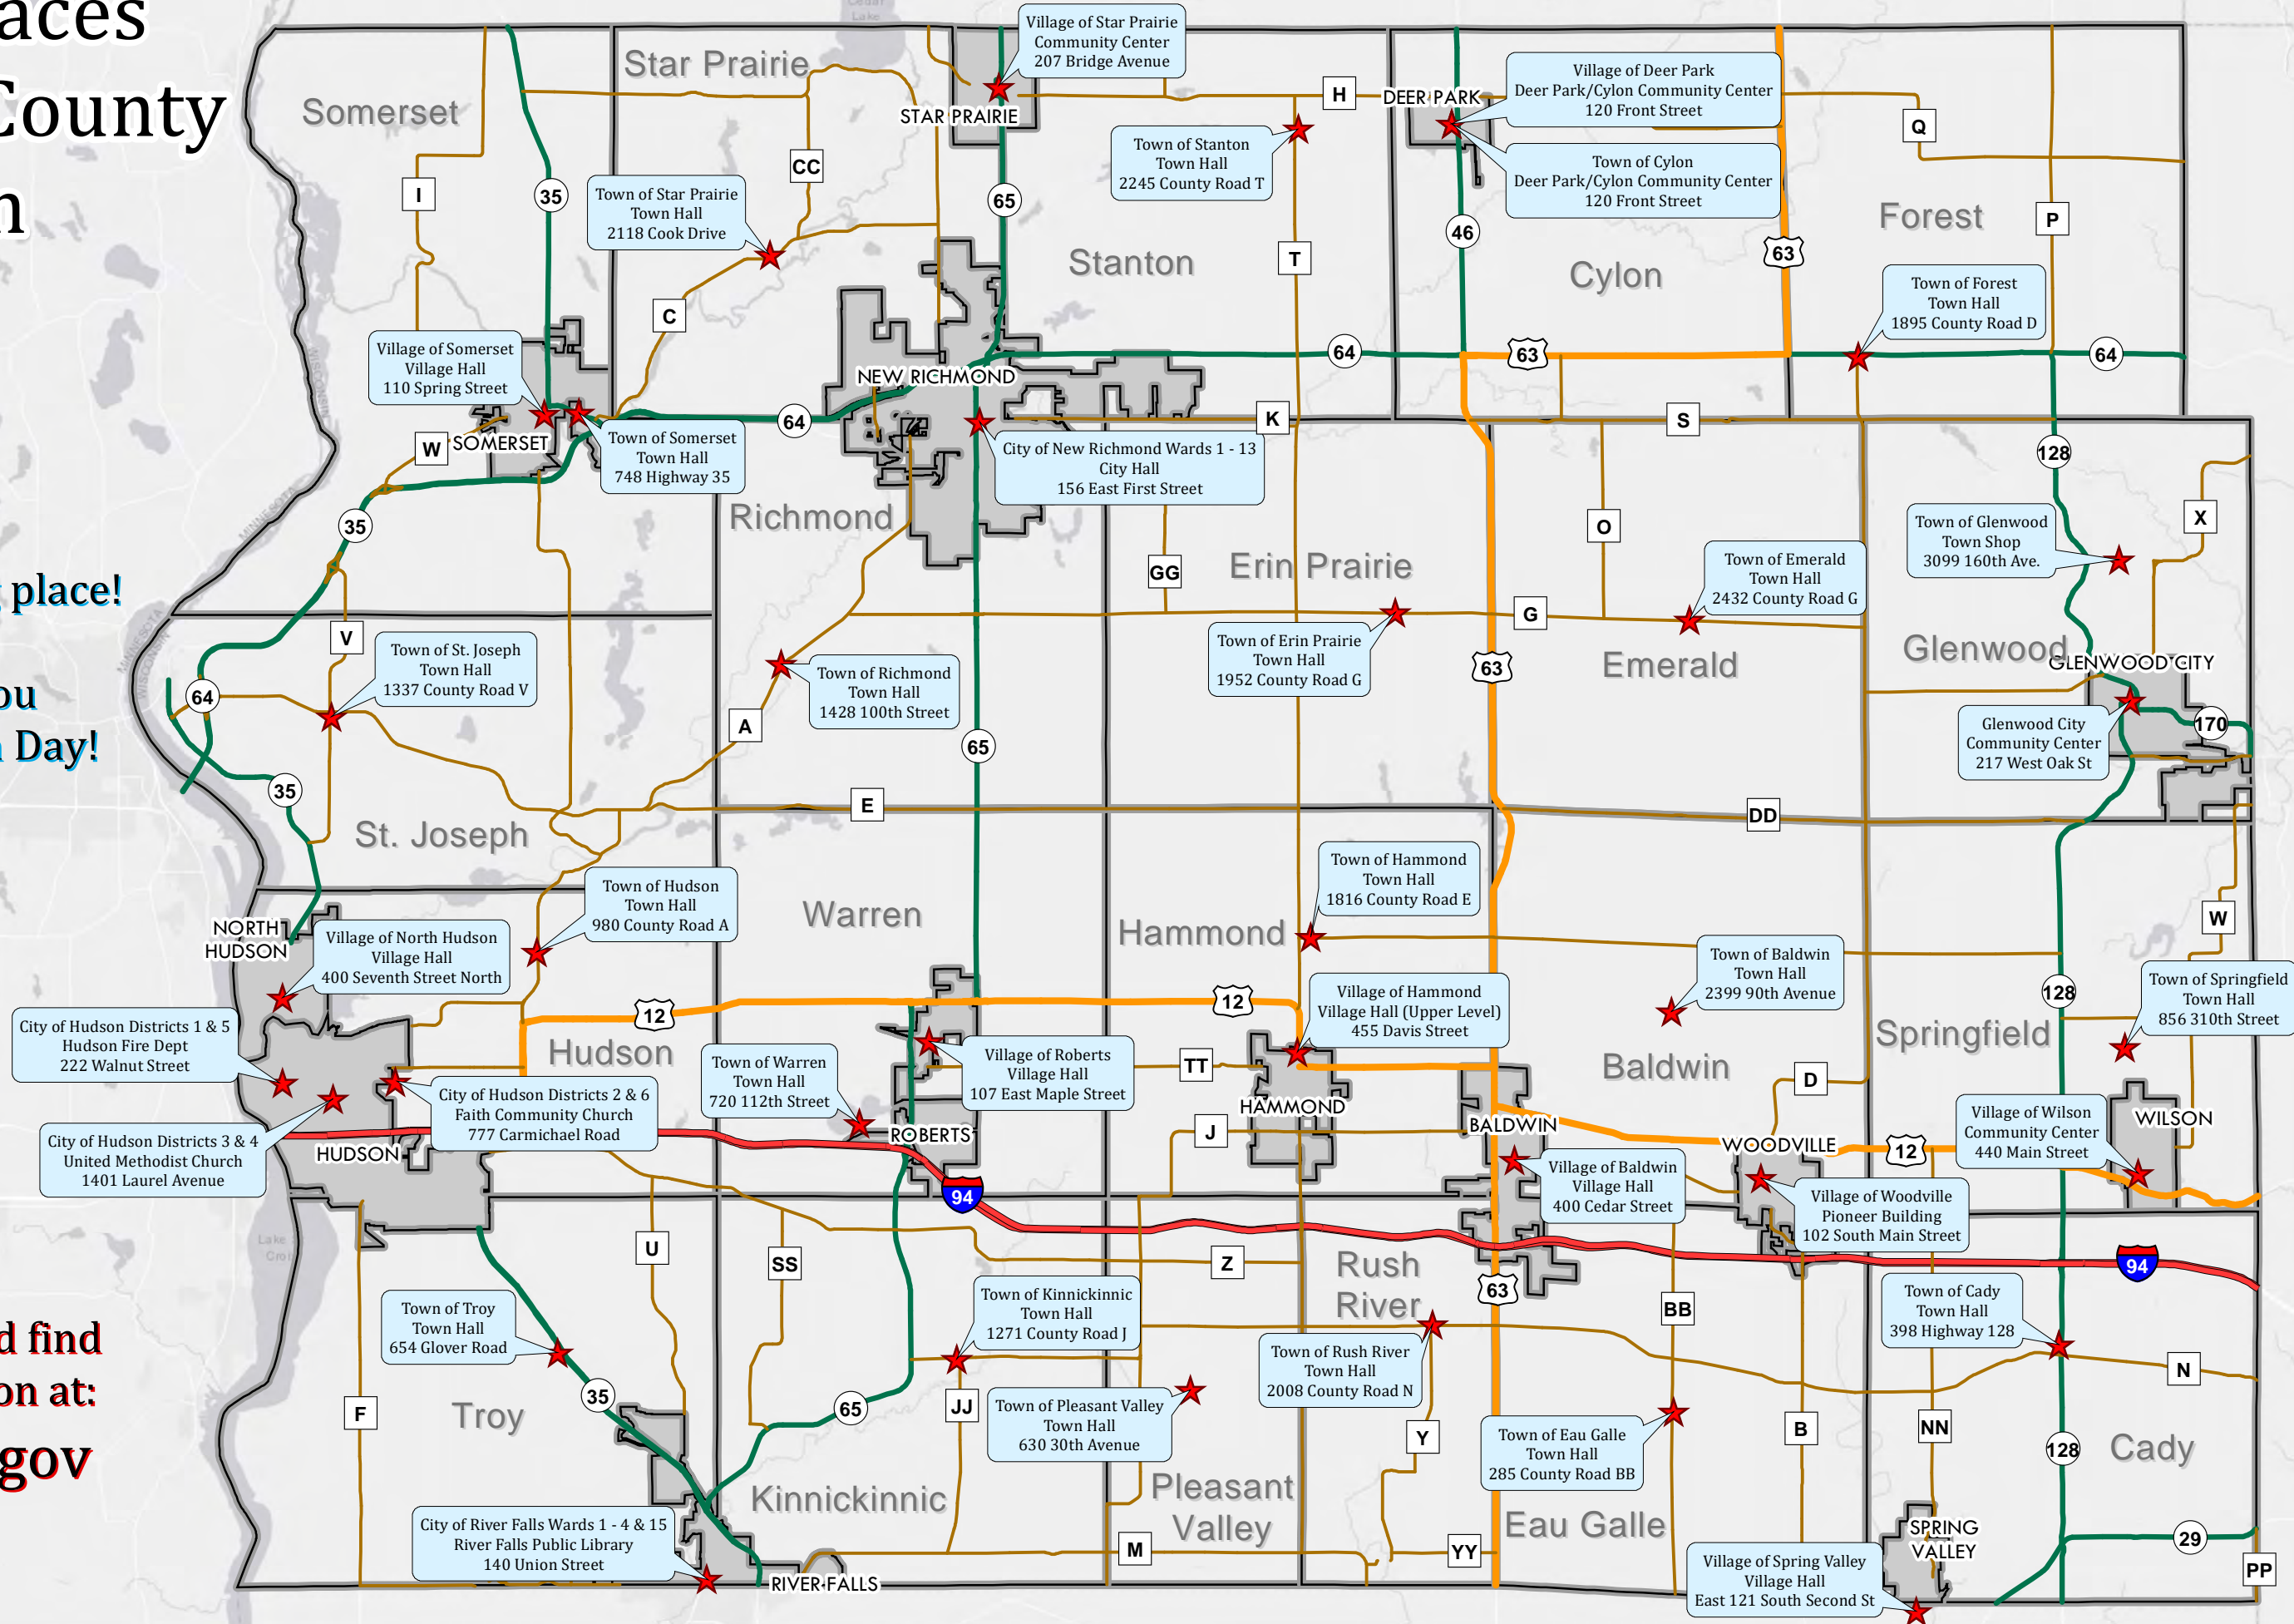 aces
County
n
place!
ou
Day!
d find
on at:
gov
Cedar
Lake
Village of Star Prairie
Community Center
207 Bridge Avenue
Village of Deer Park
Deer Park/Cylon Community Center
120 Front Street
Town of Cylon
Deer Park/Cylon Community Center
120 Front Street
Star Prairie
Somerset
STAR PRAIRIE
DEER PARK
H
Q
Town of Stanton
Town Hall
2245 County Road T
CC
I
35
65
46
P
Forest
Town of Star Prairie
Town Hall
2118 Cook Drive
Stanton
T
Cylon
63
C
Town of Forest
Town Hall
1895 County Road D
Village of Somerset
Village Hall
110 Spring Street
64
63
64
NEW RICHMOND
64
K
S
W
SOMERSET
Town of Somerset
Town Hall
748 Highway 35
City of New Richmond Wards 1 - 13
City Hall
156 East First Street
128
WISCONSIN
MINNESOTA
35
Richmond
O
X
Town of Glenwood
Town Shop
3099 160th Ave.
GG
Erin Prairie
Town of Emerald
Town Hall
2432 County Road G
G
V
MINNESOTA
WISCONSIN
Town of St. Joseph
Town Hall
1337 County Road V
Town of Erin Prairie
Town Hall
1952 County Road G
63
Emerald
Glenwood
GLENWOOD CITY
64
Town of Richmond
Town Hall
1428 100th Street
A
65
Glenwood City
Community Center
217 West Oak St
170
35
E
DD
St. Joseph
Town of Hammond
Town Hall
1816 County Road E
Town of Hudson
Town Hall
980 County Road A
Warren
Hammond
W
NORTH
HUDSON
Village of North Hudson
Village Hall
400 Seventh Street North
Town of Baldwin
Town Hall
2399 90th Avenue
128
Town of Springfield
Town Hall
856 310th Street
City of Hudson Districts 1 & 5
Hudson Fire Dept
222 Walnut Street
12
12
Village of Hammond
Village Hall (Upper Level)
455 Davis Street
Springfield
Hudson
Town of Warren
Town Hall
720 112th Street
Village of Roberts
Village Hall
107 East Maple Street
TT
Baldwin
D
City of Hudson Districts 2 & 6
Faith Community Church
777 Carmichael Road
HAMMOND
BALDWIN
Village of Wilson
Community Center
440 Main Street
WILSON
City of Hudson Districts 3 & 4
United Methodist Church
1401 Laurel Avenue
HUDSON
ROBERTS
J
WOODVILLE
12
Village of Baldwin
Village Hall
400 Cedar Street
Village of Woodville
Pioneer Building
102 South Main Street
94
Lake
U
SS
Z
Rush
River
63
94
Town of Kinnickinnic
Town Hall
1271 County Road J
BB
Town of Cady
Town Hall
398 Highway 128
Town of Troy
Town Hall
654 Glover Road
Town of Rush River
Town Hall
2008 County Road N
N
F
Troy
35
65
JJ
Town of Pleasant Valley
Town Hall
630 30th Avenue
Y
Town of Eau Galle
Town Hall
285 County Road BB
B
NN
128
Cady
Kinnickinnic
Pleasant
Valley
Eau Galle
City of River Falls Wards 1 - 4 & 15
River Falls Public Library
140 Union Street
RIVER FALLS
M
YY
SPRING
VALLEY
29
Village of Spring Valley
Village Hall
East 121 South Second St
PP